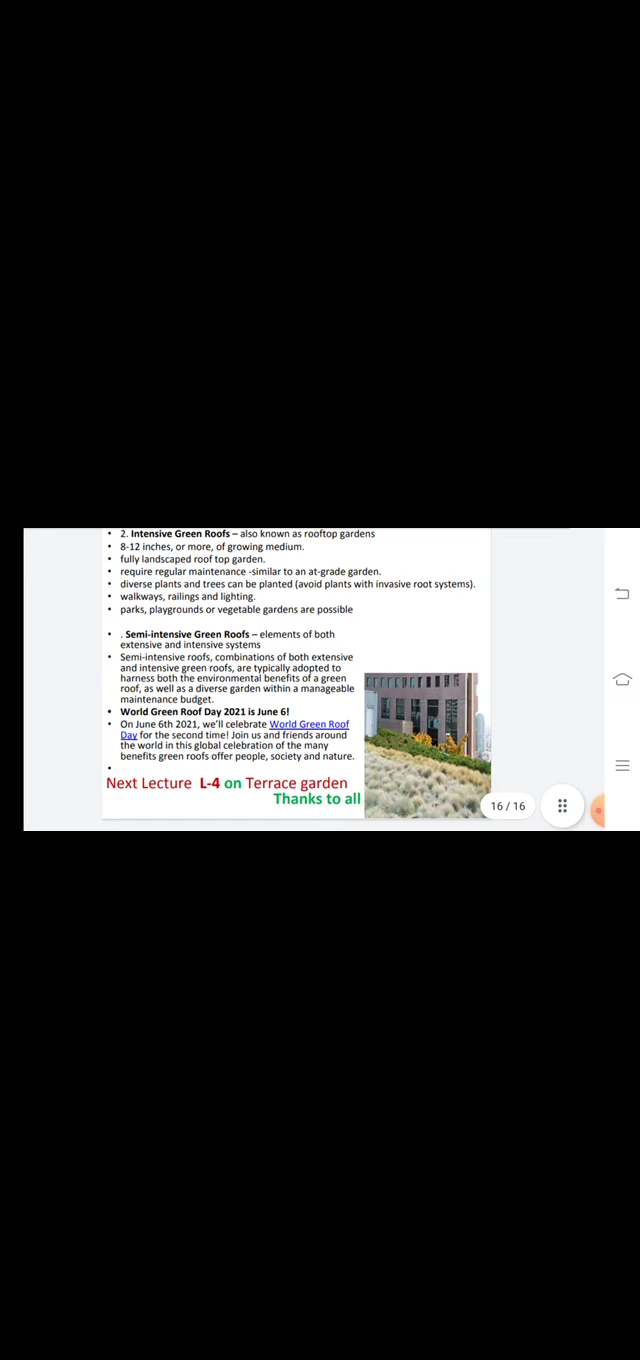 • 2. Intensive Green Roofs – also known as rooftop gardens
• 8-12 inches, or more, of growing medium.
• fully landscaped roof top garden.
• require regular maintenance -similar to an at-grade garden.
• diverse plants and trees can be planted (avoid plants with invasive root systems).
• walkways, railings and lighting.
• parks, playgrounds or vegetable gardens are possible
• . Semi-intensive Green Roofs – elements of both
extensive and intensive systems
• Semi-intensive roofs, combinations of both extensive
and intensive green roofs, are typically adopted to
harness both the environmental benefits of a green
roof, as well as a diverse garden within a manageable
maintenance budget.
• World Green Roof Day 2021 is June 6!
• On June 6th 2021, we’ll celebrate World Green Roof
Day for the second time! Join us and friends around
the world in this global celebration of the many
benefits green roofs offer people, society and nature.
•
Next Lecture L-4 on Terrace garden
Thanks to all
16 / 16